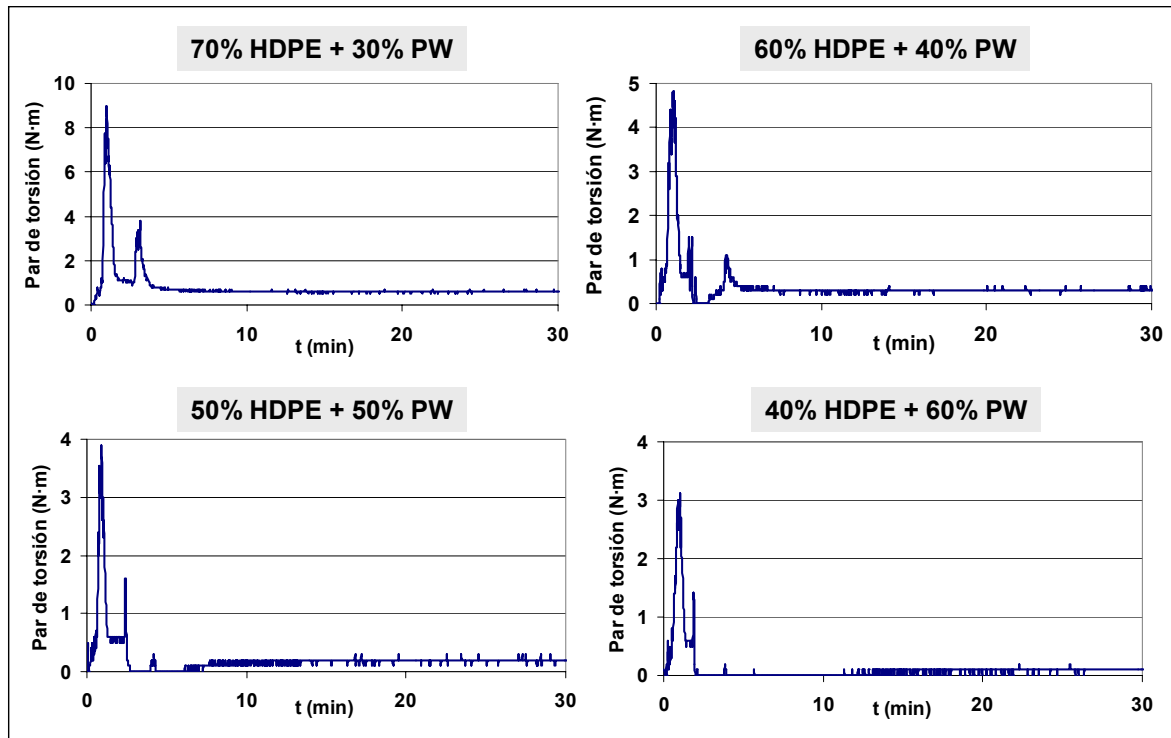 70% HDPE + 30% PW
Par de torsión (N·m)
10
8
6
4
2
0
0 10 20 30
t (min)
60% HDPE + 40% PW
Par de torsión (N·m)
5
4
3
2
1
0
0 10 20 30
t (min)
50% HDPE + 50% PW
Par de torsión (N·m)
4
3
2
1
0
0 10 20 30
t (min)
40% HDPE + 60% PW
Par de torsión (N·m)
4
3
2
1
0
0 10 20 30
t (min)